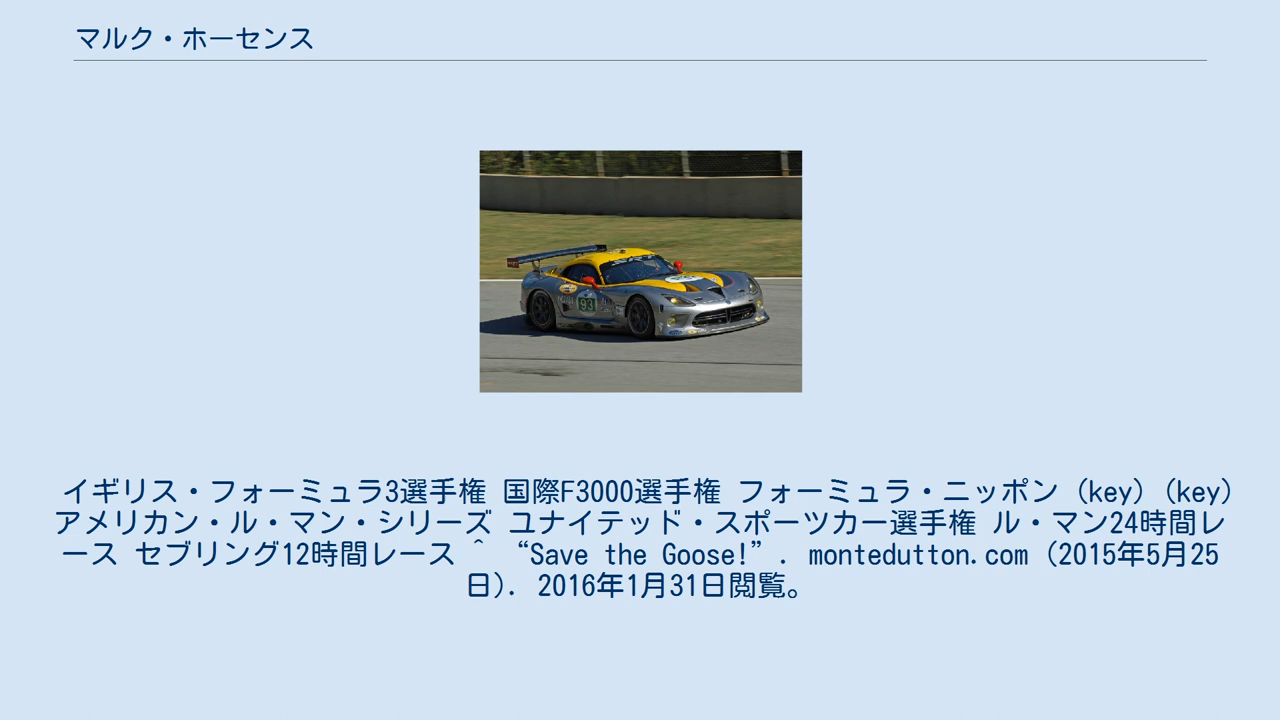 マルク・ホーセンス
93
イギリス・フォーミュラ3選手権 国際F3000選手権 フォーミュラ・ニッポン (key) (key)
アメリカン・ル・マン・シリーズ ユナイテッド・スポーツカー選手権 ル・マン24時間レ
ース セブリング12時間レース ^ “Save the Goose!”. montedutton.com (2015年5月25
日). 2016年1月31日閲覧。